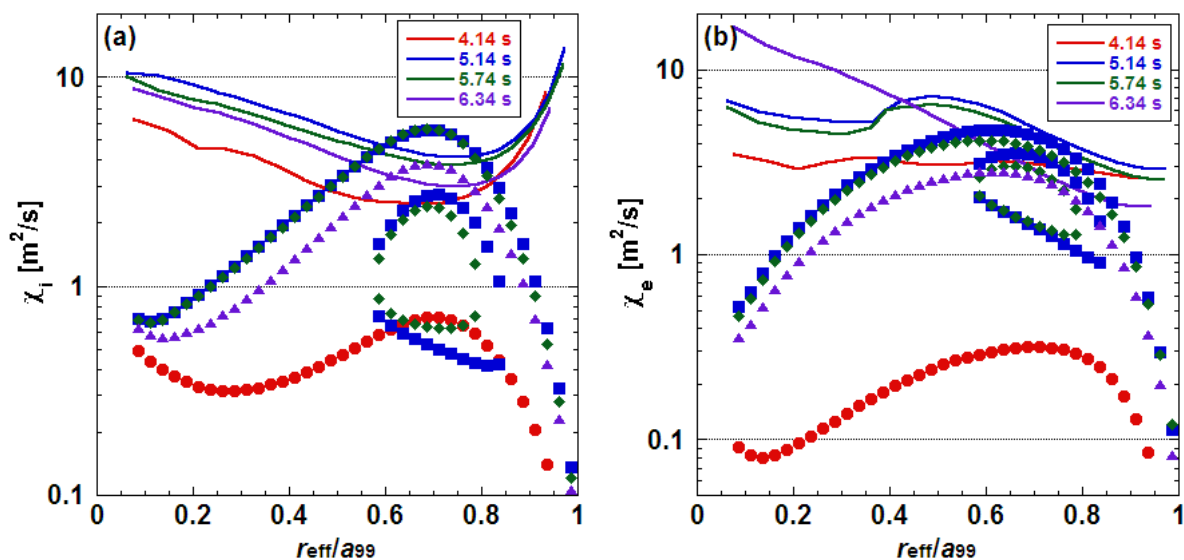 (a)
4.14 s
5.14 s
5.74 s
6.34 s
10
1
0.1
χi [m²/s]
0
0.2
0.4
0.6
0.8
1
reff/a99
(b)
4.14 s
5.14 s
5.74 s
6.34 s
10
1
0.1
χe [m²/s]
0
0.2
0.4
0.6
0.8
1
reff/a99